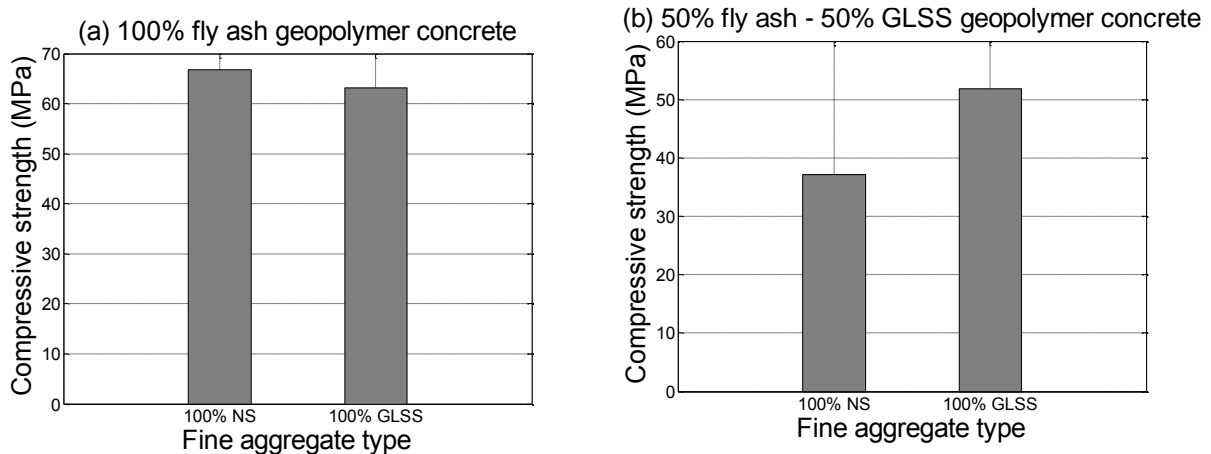 (a) 100% fly ash geopolymer concrete
70
60
50
40
30
20
10
0
Compressive strength (MPa)
100% NS
100% GLSS
Fine aggregate type
(b) 50% fly ash - 50% GLSS geopolymer concrete
60
50
40
30
20
10
0
Compressive strength (MPa)
100% NS
100% GLSS
Fine aggregate type